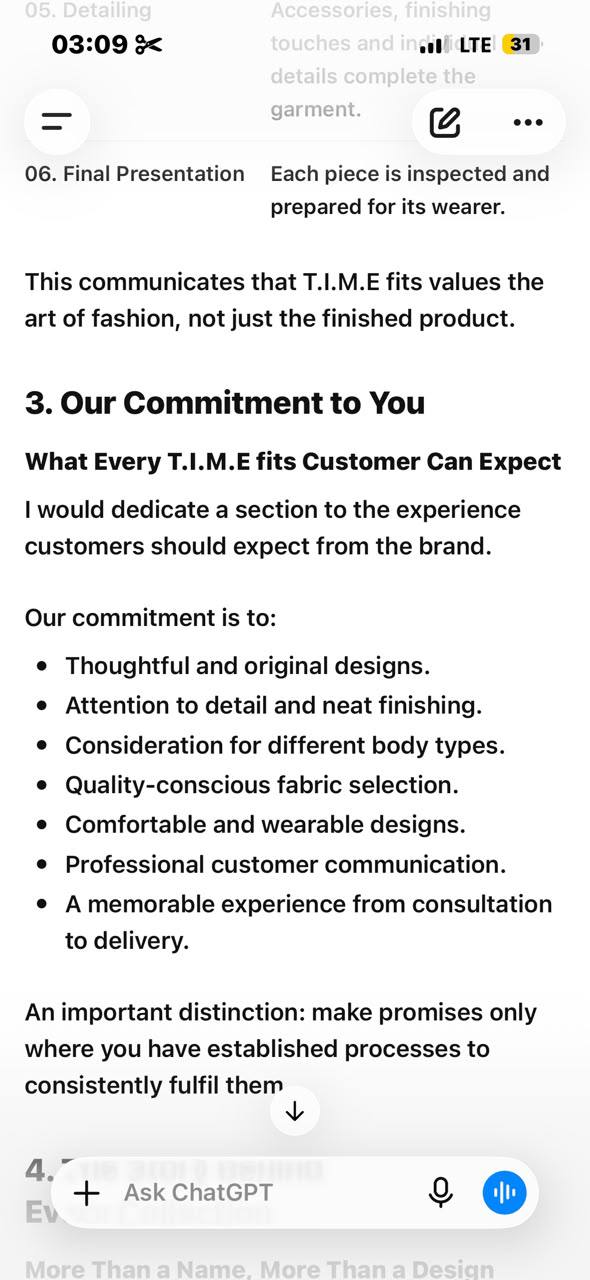 05. Detailing
Accessories, finishing
03:09
LTE 31
touches and
details complete the
garment.
06. Final Presentation
Each piece is inspected and
prepared for its wearer.
This communicates that T.I.M.E fits values the
art of fashion, not just the finished product.
3. Our Commitment to You
What Every T.I.M.E fits Customer Can Expect
I would dedicate a section to the experience
customers should expect from the brand.
Our commitment is to:
Thoughtful and original designs.
Attention to detail and neat finishing.
Consideration for different body types.
Quality-conscious fabric selection.
Comfortable and wearable designs.
Professional customer communication.
A memorable experience from consultation
to delivery.
An important distinction: make promises only
where you have established processes to
consistently fulfil them
4.
Ask ChatGPT
More Than a Name, More Than a Design